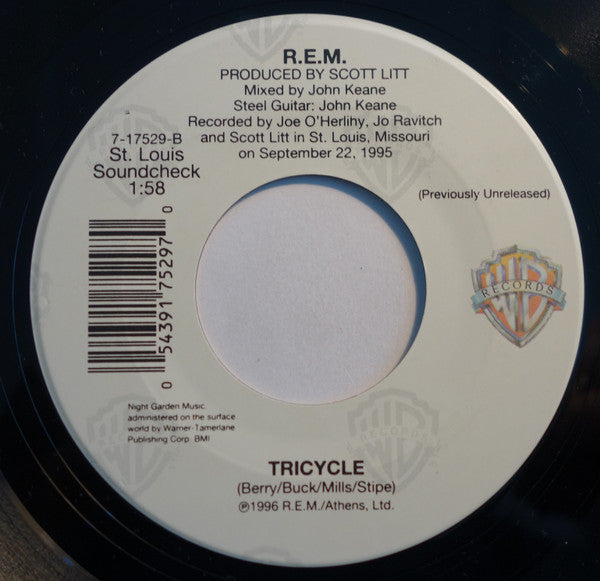 R.E.M.
PRODUCED BY SCOTT LITT
Mixed by John Keane
Steel Guitar: John Keane
Recorded by Joe O'Herlihy, Jo Ravitch
7-17529-B
and Scott Litt in St. Louis, Missouri
St. Louis
on September 22, 1995
Soundcheck
1:58
(Previously Unreleased)
0 54391 75297 0
RECORDS
Night Garden Music
administered on the surface
world by Warner-Tamerlane
Publishing Corp. BMI
RECORDS
TRICYCLE
(Berry/Buck/Mills/Stipe)
℗1996 R.E.M./Athens, Ltd.